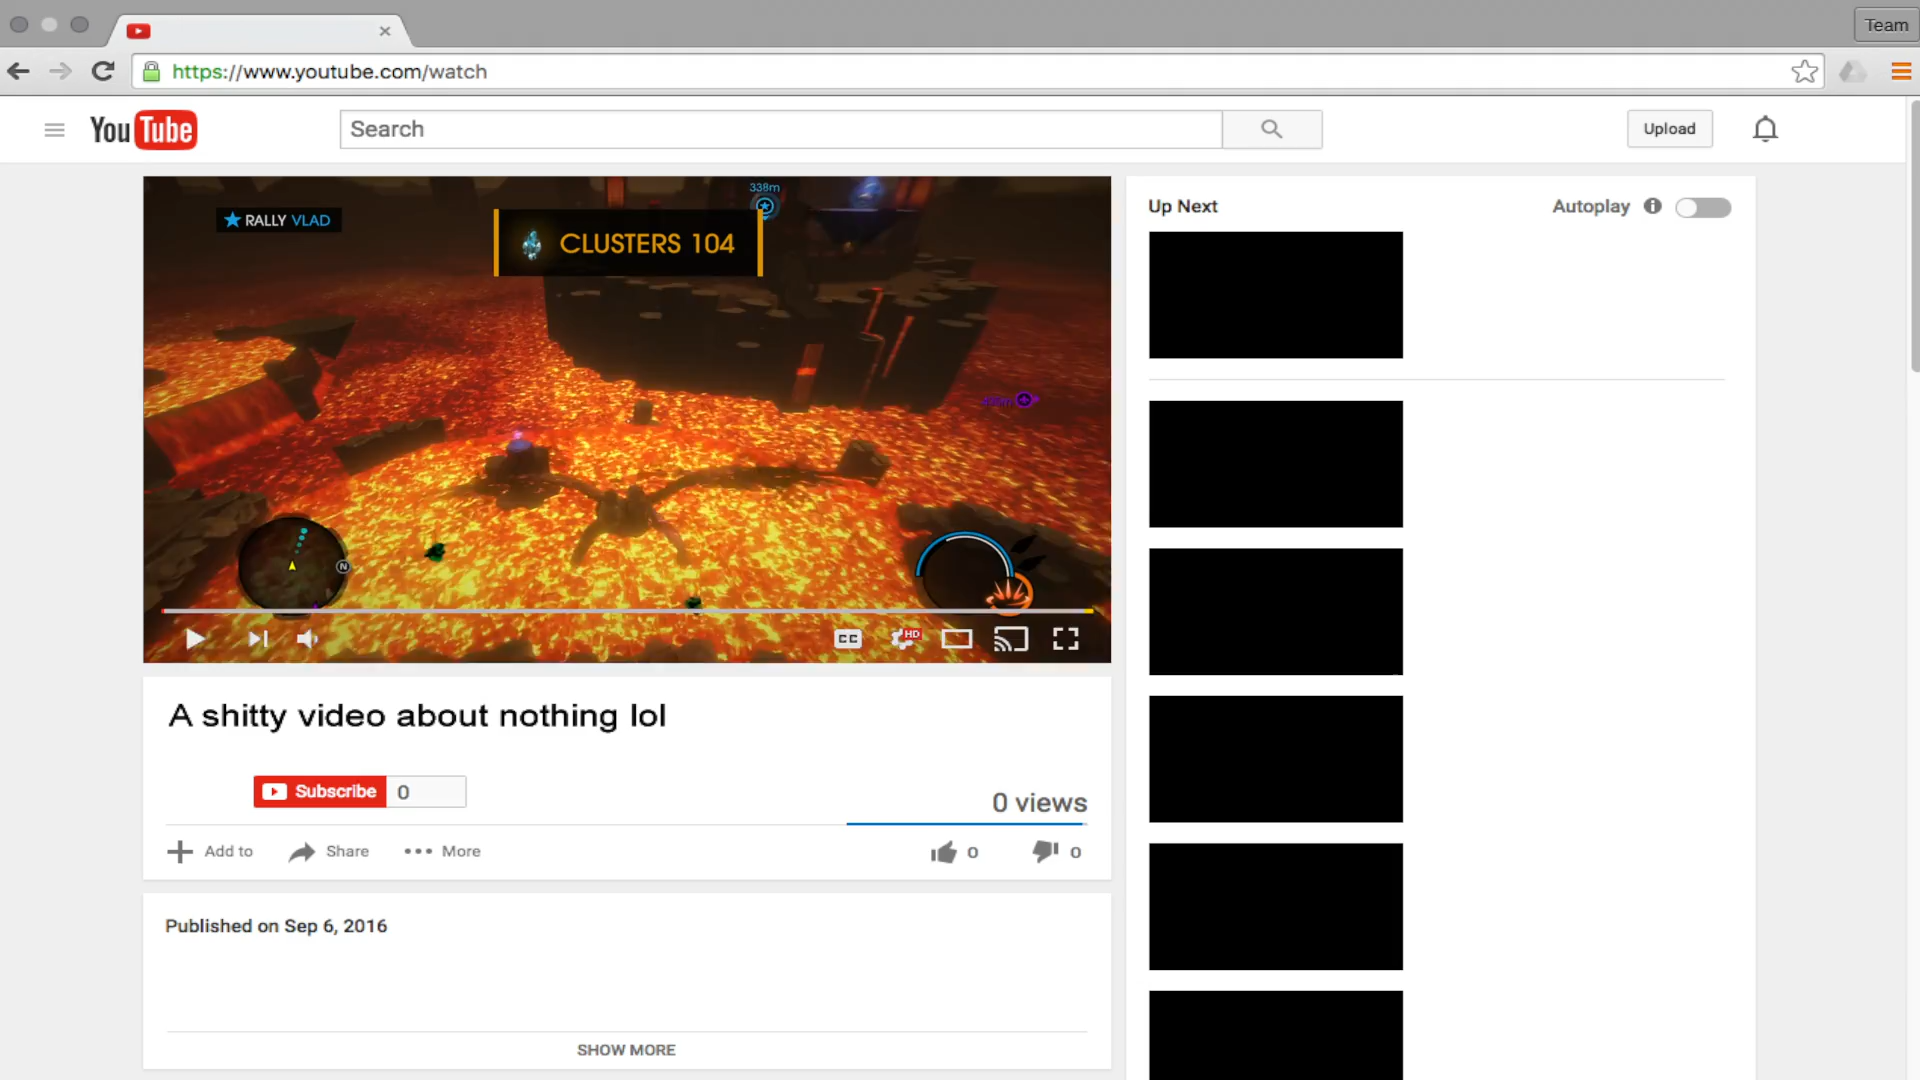 Team
https://www.youtube.com/watch
YouTube
Search
Upload
338m
RALLY VLAD
CLUSTERS 104
N
CC
HD
A shitty video about nothing lol
Subscribe 0
0 views
Add to Share More
0 0
Published on Sep 6, 2016
SHOW MORE
Up Next
Autoplay